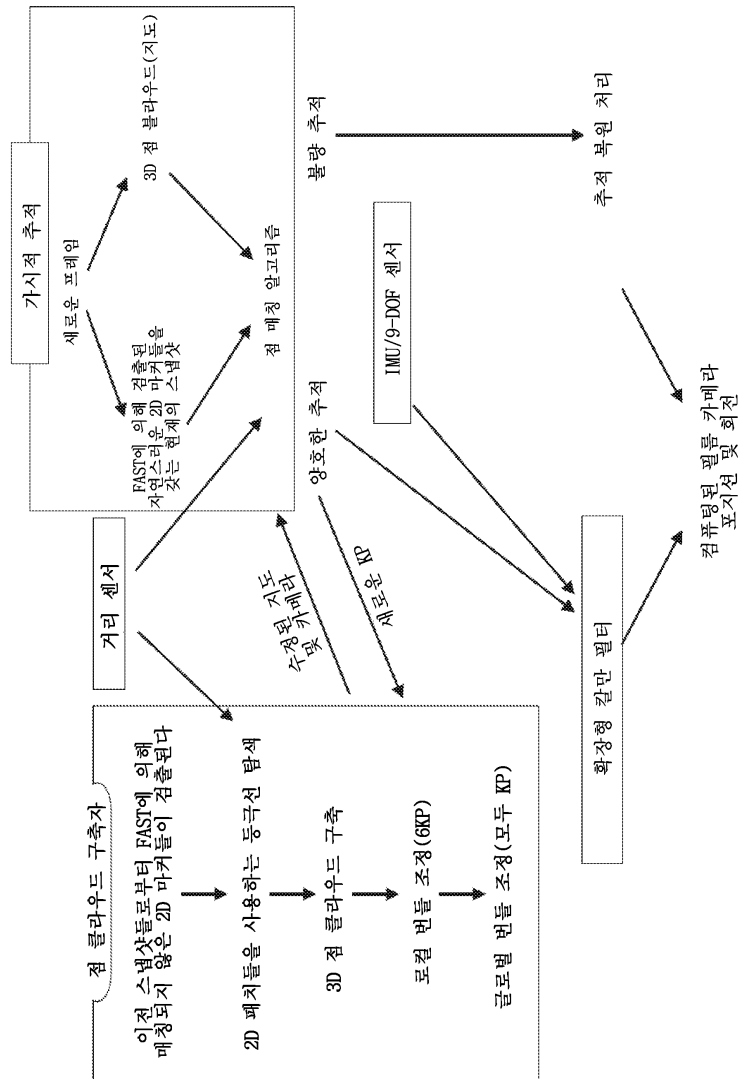 점 클라우드 구축자
이전 스냅샷들로부터 FAST에 의해
매칭되지 않은 2D 마커들이 검출된다
2D 패치들을 사용하는 등극선 탐색
3D 점 클라우드 구축
로컬 번들 조정(6KP)
글로벌 번들 조정(모두 KP)
거리 센서
수정된 지도
및 카메라
새로운 KP
가시적 추적
새로운 프레임
FAST에 의해 검출된
자연스러운 2D 마커들을
갖는 현재의 스냅샷
3D 점 블라우드(지도)
점 매칭 알고리즘
양호한 추적
불량 추적
IMU/9-DOF 센서
확장형 칼만 필터
추적 복원 처리
컴퓨팅된 필름 카메라
포지션 및 회전